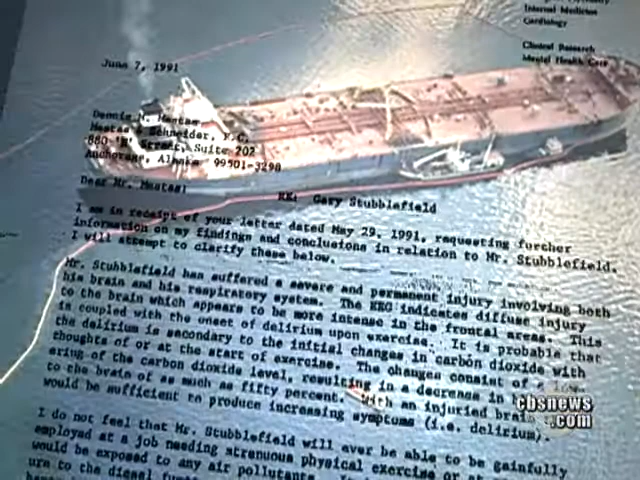 Internal Medicine
Cardiology
Clinical Research
Mental Health Care
June 7, 1991
Dennis M. Mestas
Mestas & Schneider, P.C.
880 "N" Street, Suite 202
Anchorage, Alaska 99501-3298
Dear Mr. Mestas:
RE: Gary Stubblefield
I am in receipt of your letter dated May 29, 1991, requesting further
information on my findings and conclusions in relation to Mr. Stubblefield.
I will attempt to clarify these below.
Mr. Stubblefield has suffered a severe and permanent injury involving both
his brain and his respiratory system. The EEG indicates diffuse injury
to the brain which appears to be more intense in the frontal areas. This
is coupled with the onset of delirium upon exercise. It is probable that
the delirium is secondary to the initial changes in carbon dioxide with
thoughts of or at the start of exercise. The changes consist of
ering of the carbon dioxide level, resulting in a decrease in
to the brain of as much as fifty percent. With an injuried brain
would be sufficient to produce increasing symptoms (i.e. delirium).
I do not feel that Mr. Stubblefield will ever be able to be gainfully
employed at a job needing strenuous physical exercise or at
would be exposed to any air pollutants.
urn to the diesel
cbsnews
.com